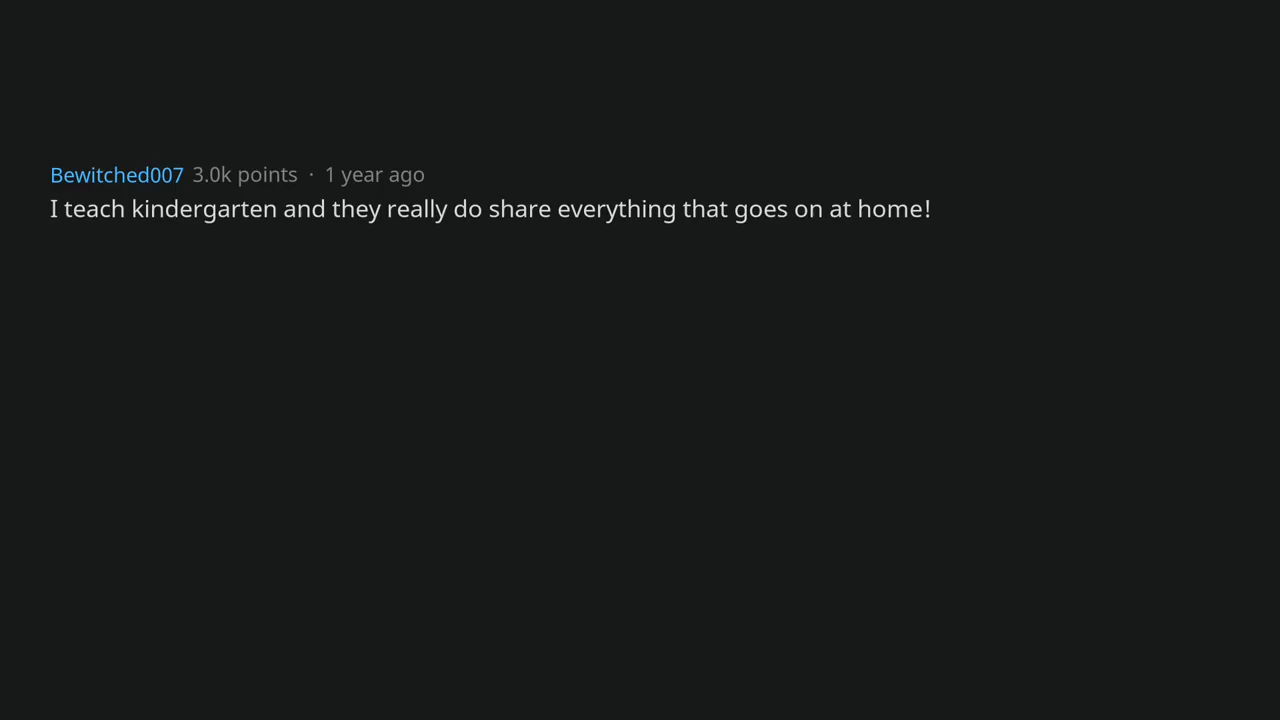 Bewitched007 3.0k points · 1 year ago
I teach kindergarten and they really do share everything that goes on at home!